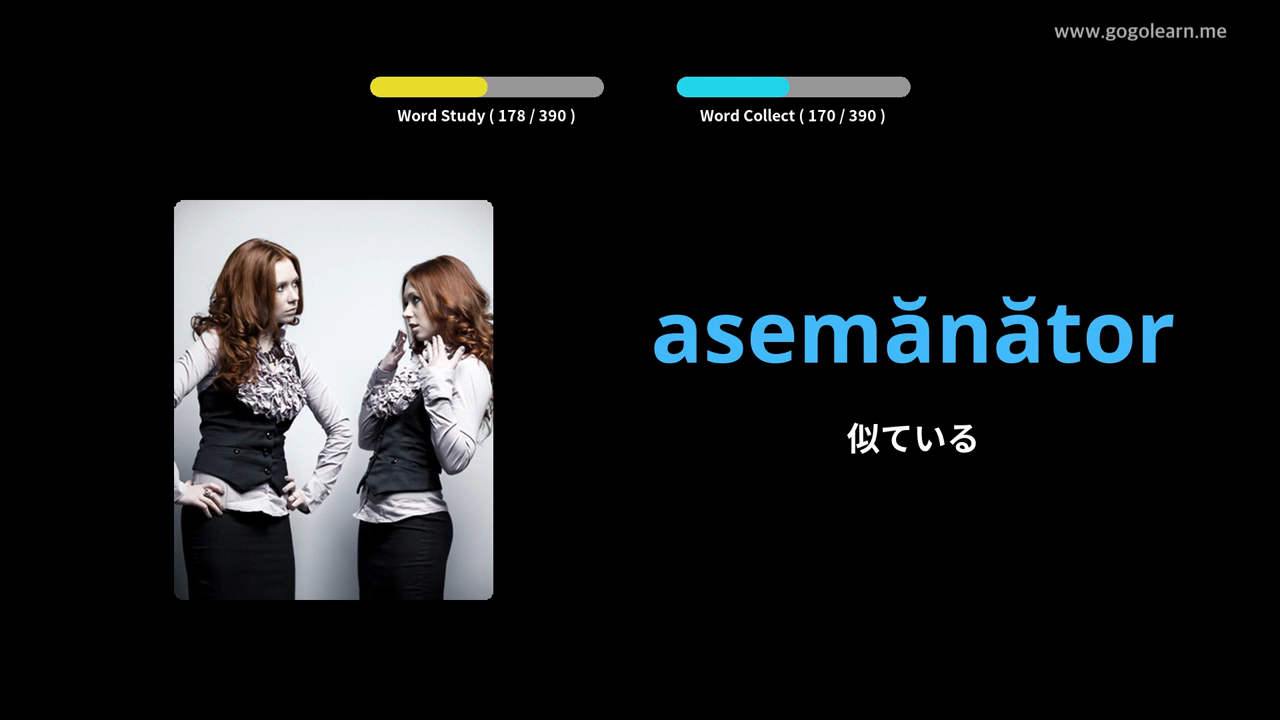 www.gogolearn.me
Word Study ( 178 / 390 )
Word Collect ( 170 / 390 )
asemănător
似ている